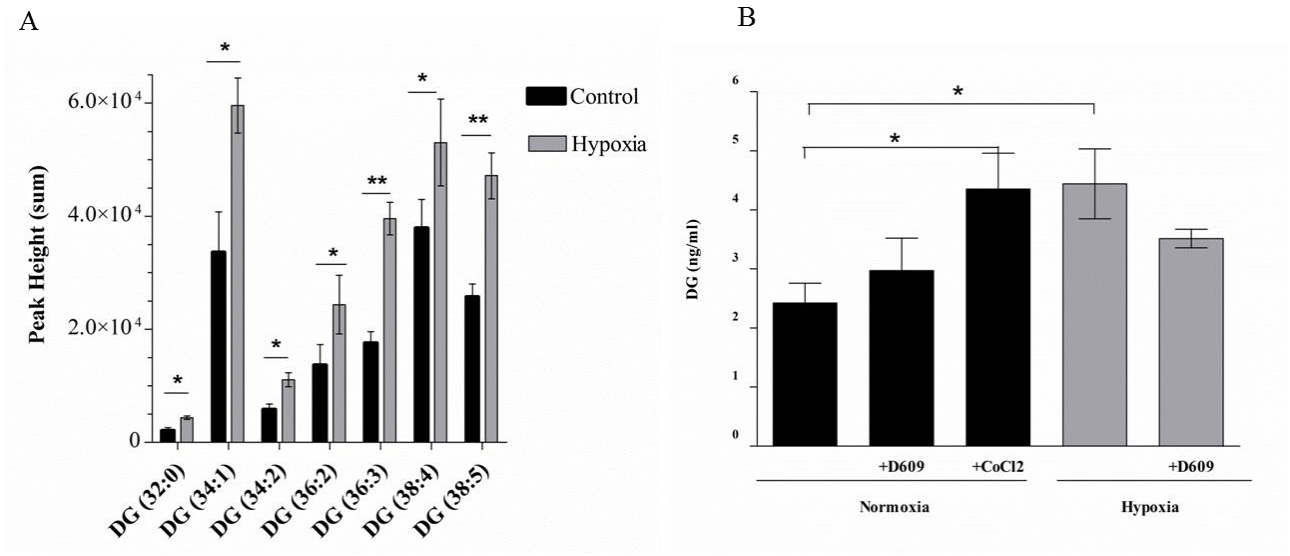 A
B
*
*
*
*
**
*
**
6.0×10⁴
4.0×10⁴
2.0×10⁴
0
Peak Height (sum)
Control
Hypoxia
DG (32:0)
DG (34:1)
DG (34:2)
DG (36:2)
DG (36:3)
DG (38:4)
DG (38:5)
6
5
4
3
2
1
0
DG (ng/ml)
*
*
+D609
+CoCl2
+D609
Normoxia
Hypoxia